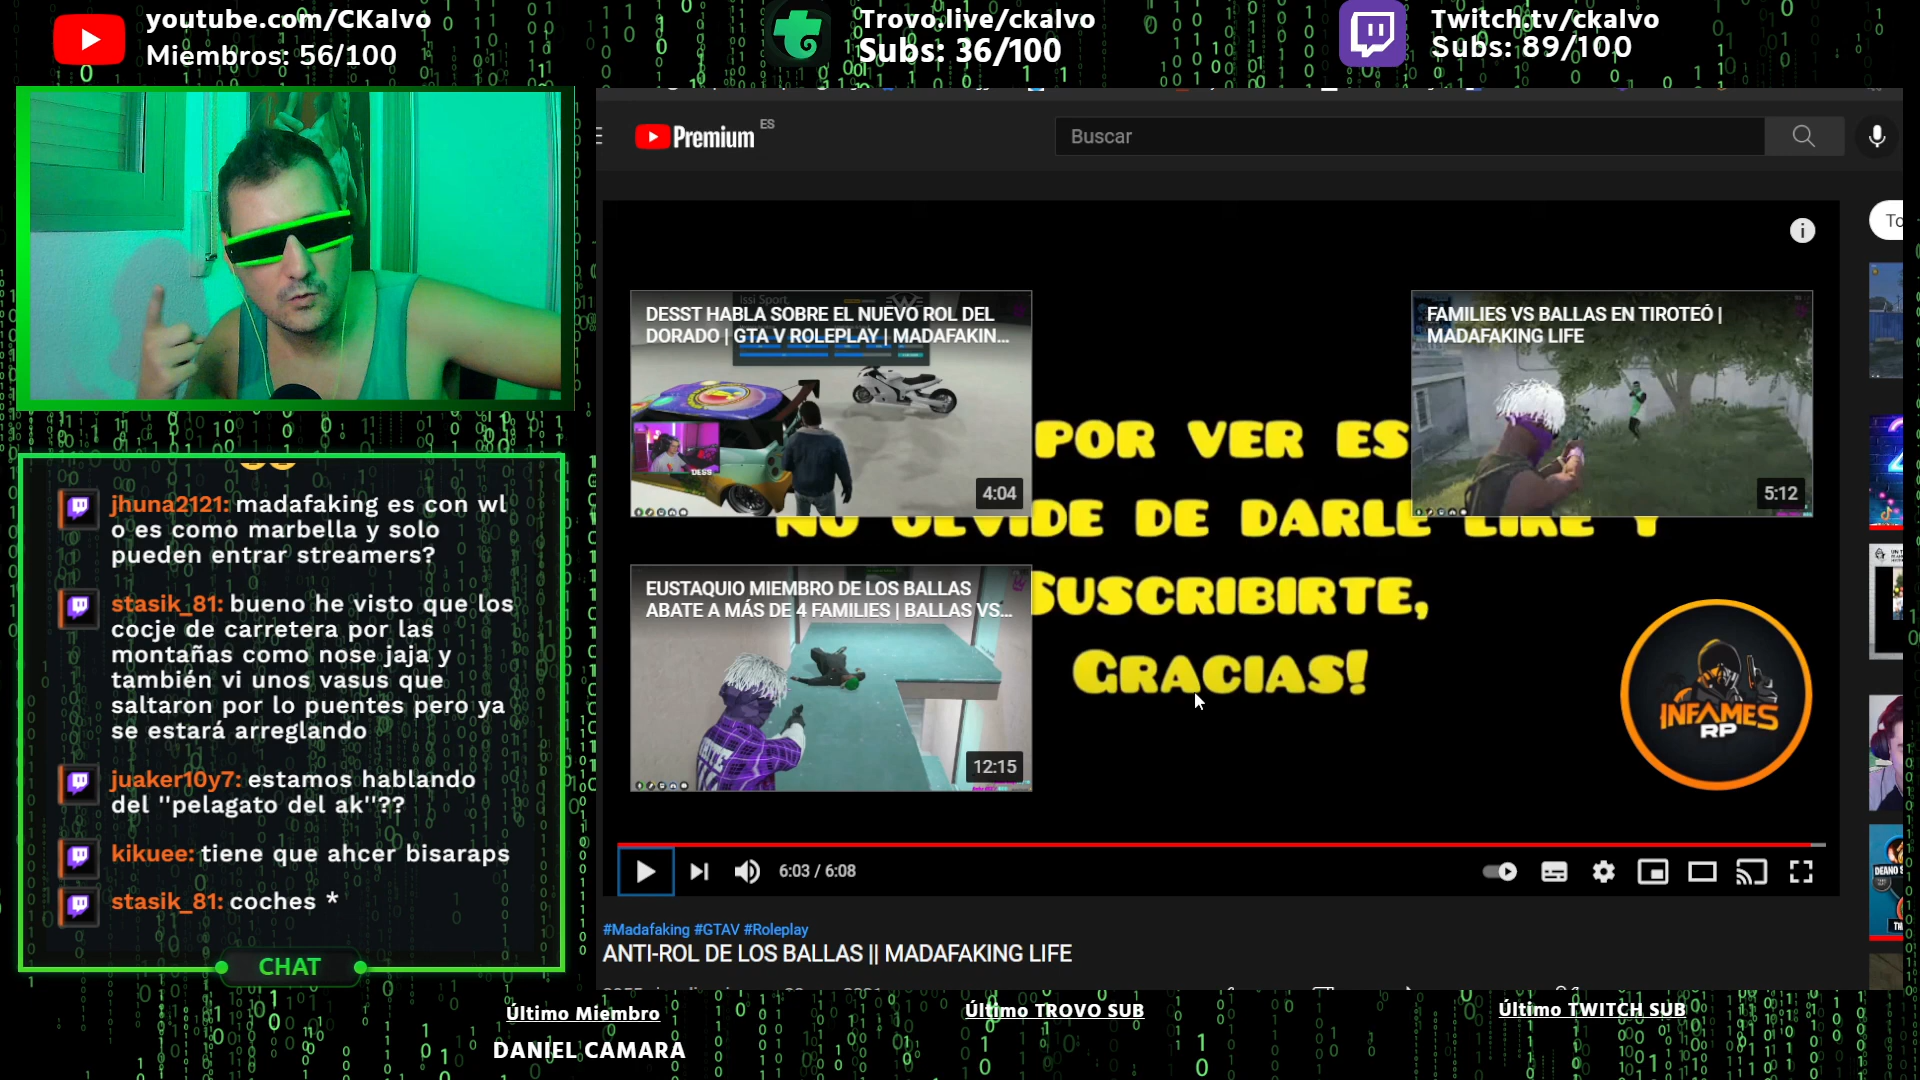 youtube.com/CKalvo
Miembros: 56/100
Trovo.live/ckalvo
Subs: 36/100
Twitch.tv/ckalvo
Subs: 89/100
Premium
ES
Buscar
To
DESST HABLA SOBRE EL NUEVO ROL DEL
DORADO | GTA V ROLEPLAY | MADAFAKIN...
Issi Sport,
DESS
4:04
FAMILIES VS BALLAS EN TIROTEÓ |
MADAFAKING LIFE
5:12
POR VER ES
NO OLVIDE DE DARLE LIKE Y
SUSCRIBIRTE,
GRACIAS!
EUSTAQUIO MIEMBRO DE LOS BALLAS
ABATE A MÁS DE 4 FAMILIES | BALLAS VS...
12:15
INFAMES
RP
6:03 / 6:08
#Madafaking #GTAV #Roleplay
ANTI-ROL DE LOS BALLAS || MADAFAKING LIFE
jhuna2121: madafaking es con wl
o es como marbella y solo
pueden entrar streamers?
stasik_81: bueno he visto que los
cocje de carretera por las
montañas como nose jaja y
también vi unos vasus que
saltaron por lo puentes pero ya
se estará arreglando
juaker10y7: estamos hablando
del "pelagato del ak"??
kikuee: tiene que ahcer bisaraps
stasik_81: coches *
CHAT
Último Miembro
DANIEL CAMARA
Último TROVO SUB
Último TWITCH SUB